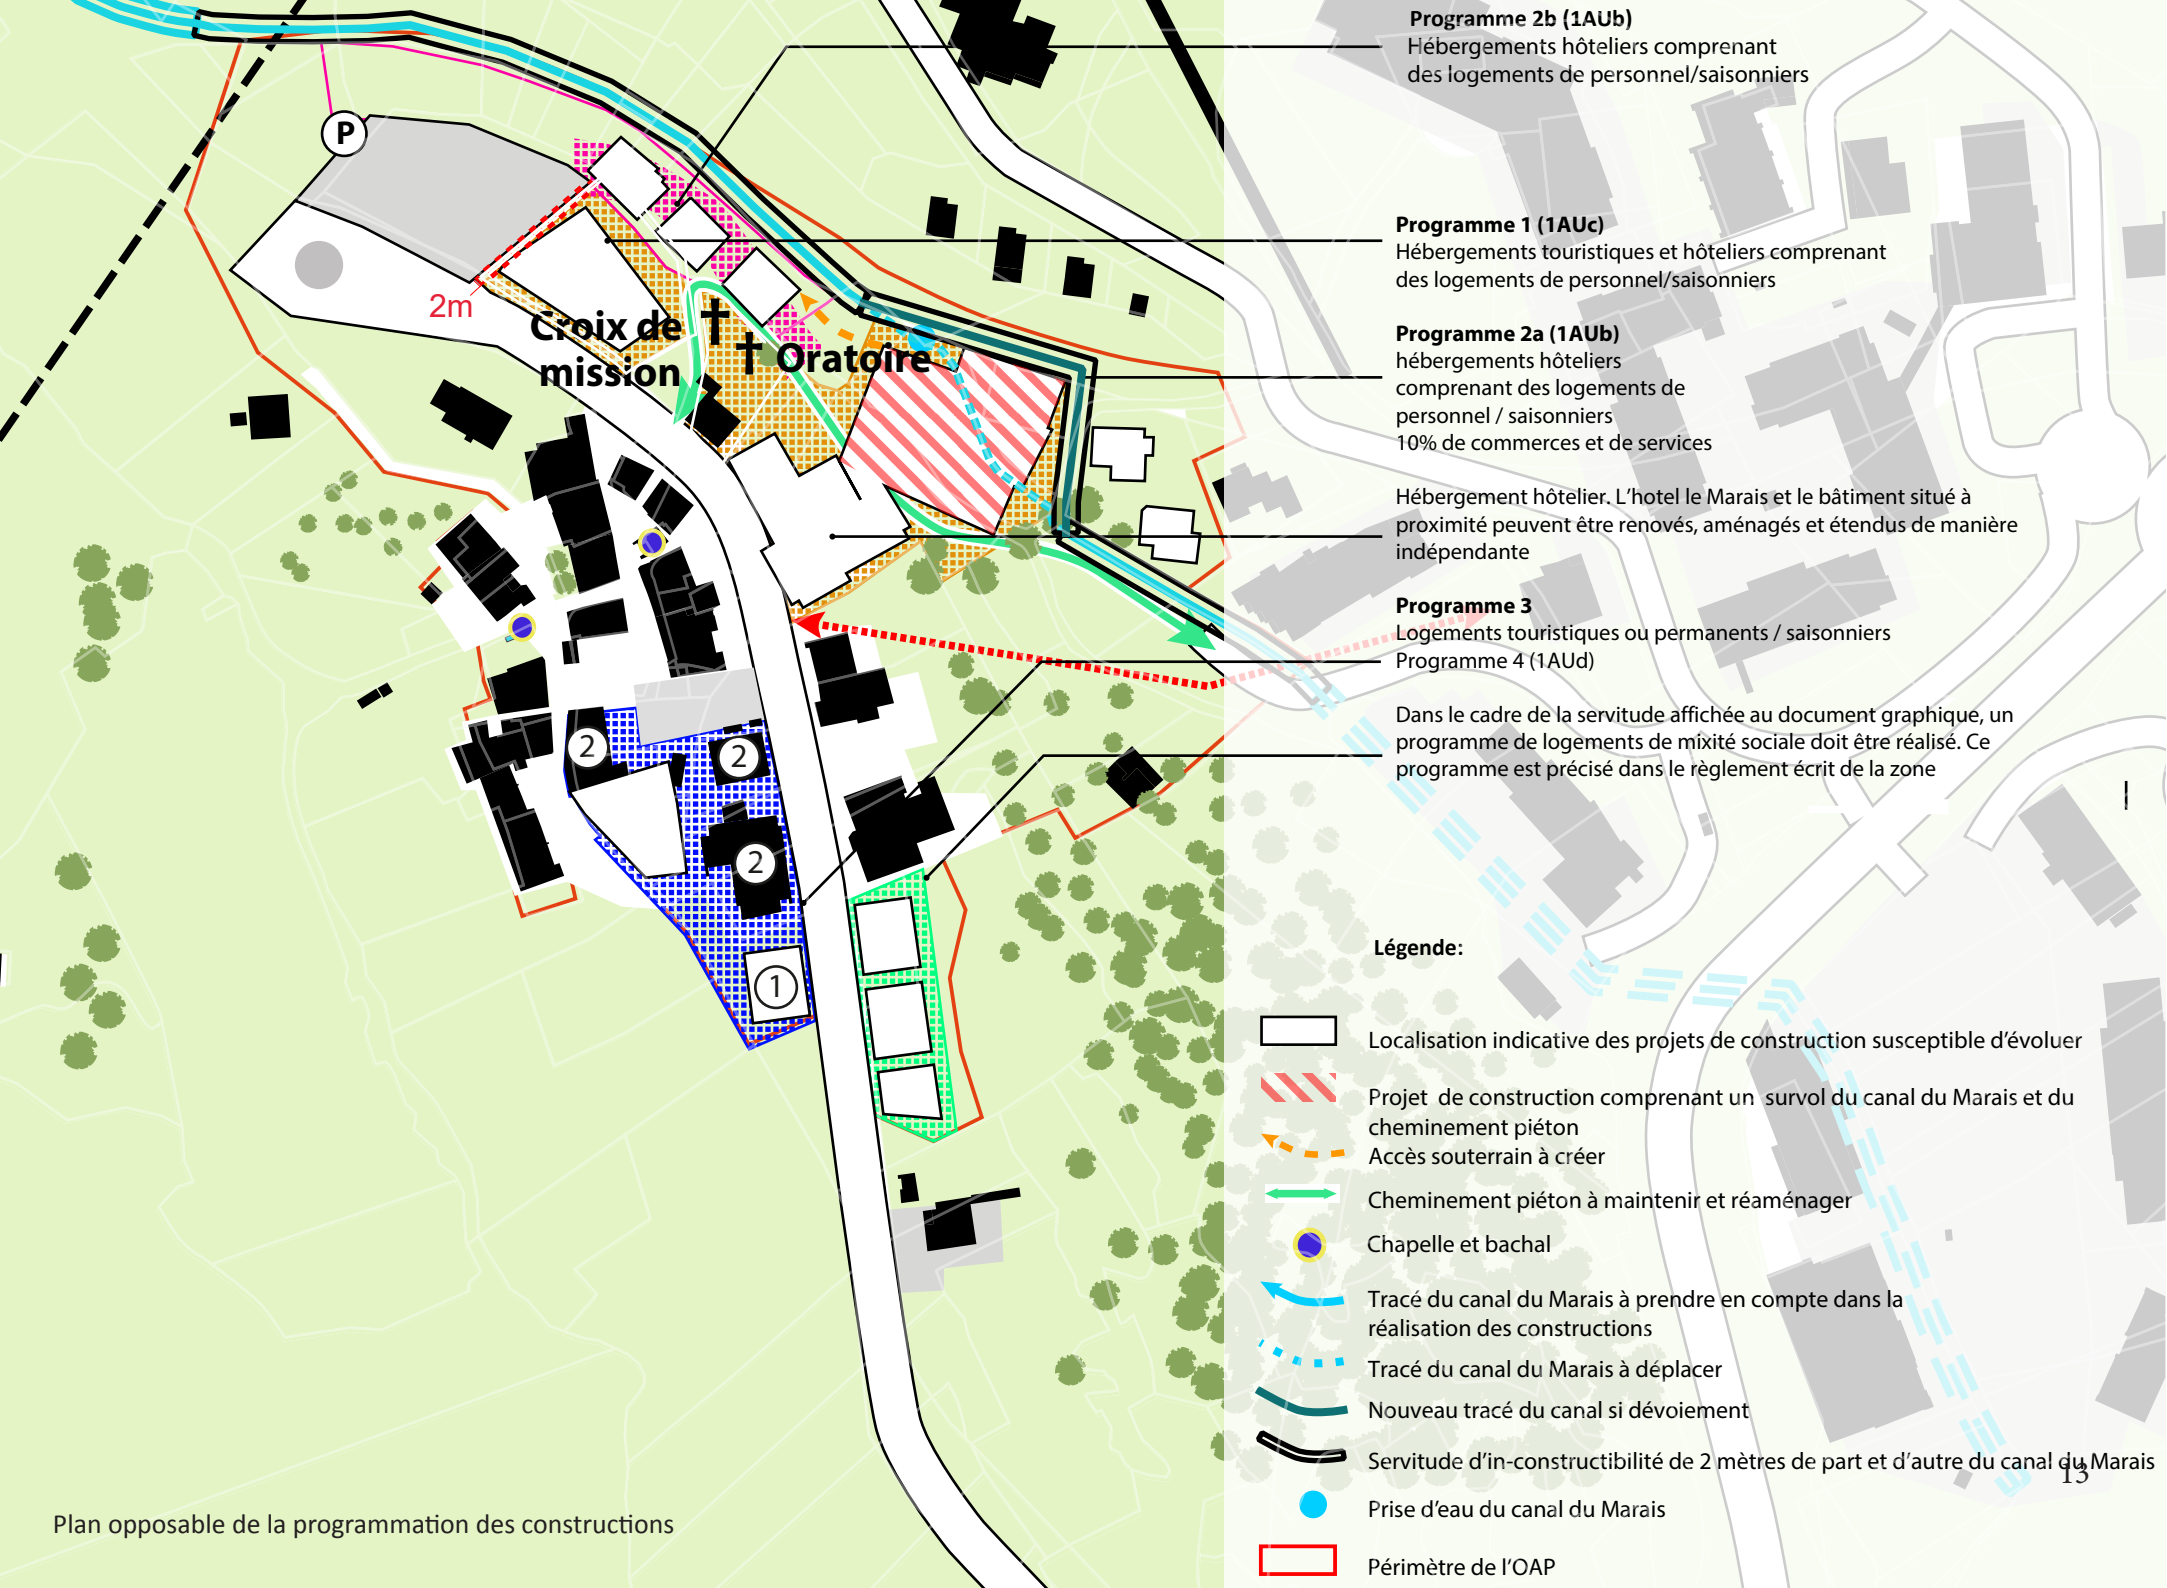 Programme 2b (1AUb)
Hébergements hôteliers comprenant
des logements de personnel/saisonniers
P
Programme 1 (1AUc)
Hébergements touristiques et hôteliers comprenant
des logements de personnel/saisonniers
2m
Croix de
mission
Oratoire
Programme 2a (1AUb)
hébergements hôteliers
comprenant des logements de
personnel / saisonniers
10% de commerces et de services
Hébergement hôtelier. L'hotel le Marais et le bâtiment situé à
proximité peuvent être renovés, aménagés et étendus de manière
indépendante
Programme 3
Logements touristiques ou permanents / saisonniers
Programme 4 (1AUd)
Dans le cadre de la servitude affichée au document graphique, un
programme de logements de mixité sociale doit être réalisé. Ce
programme est précisé dans le règlement écrit de la zone
2
2
2
1
Légende:
Localisation indicative des projets de construction susceptible d'évoluer
Projet de construction comprenant un survol du canal du Marais et du
cheminement piéton
Accès souterrain à créer
Cheminement piéton à maintenir et réaménager
Chapelle et bachal
Tracé du canal du Marais à prendre en compte dans la
réalisation des constructions
Tracé du canal du Marais à déplacer
Nouveau tracé du canal si dévoiement
Servitude d'in-constructibilité de 2 mètres de part et d'autre du canal du Marais
13
Prise d'eau du canal du Marais
Périmètre de l'OAP
Plan opposable de la programmation des constructions